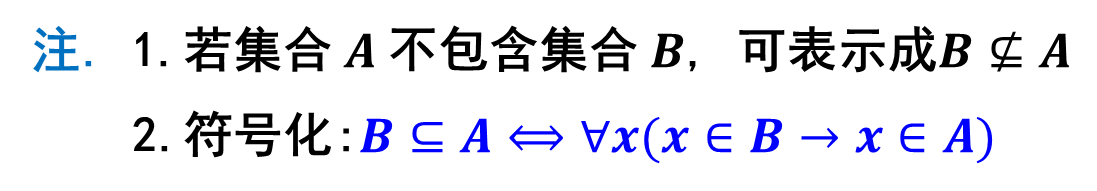 注. 1. 若集合 A 不包含集合 B, 可表示成B ⊈ A
2. 符号化:B ⊆ A ⟺ ∀x(x ∈ B → x ∈ A)